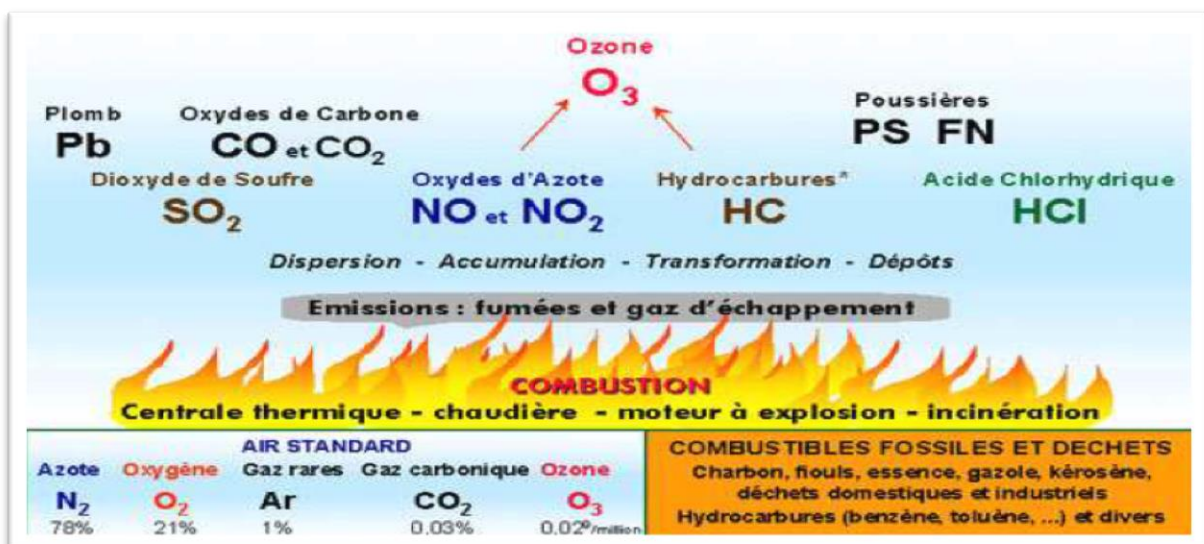 Ozone
O₃
Plomb
Pb
Oxydes de Carbone
CO et CO₂
Poussières
PS FN
Dioxyde de Soufre
SO₂
Oxydes d'Azote
NO et NO₂
Hydrocarbures*
HC
Acide Chlorhydrique
HCl
Dispersion - Accumulation - Transformation - Dépôts
Emissions : fumées et gaz d'échappement
COMBUSTION
Centrale thermique - chaudière - moteur à explosion - incinération
AIR STANDARD
Azote Oxygène Gaz rares Gaz carbonique Ozone
N₂ O₂ Ar CO₂ O₃
78% 21% 1% 0.03% 0.02⁰/million
COMBUSTIBLES FOSSILES ET DECHETS
Charbon, fiouls, essence, gazole, kérosène,
déchets domestiques et industriels
Hydrocarbures (benzène, toluène, ...) et divers